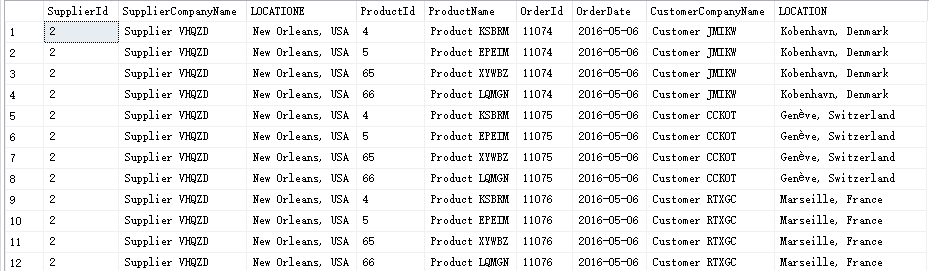 SupplierId SupplierCompanyName LOCATIONE ProductId ProductName OrderId OrderDate CustomerCompanyName LOCATION
1 2 Supplier VHQZD New Orleans, USA 4 Product KSBRM 11074 2016-05-06 Customer JMIKW Kobenhavn, Denmark
2 2 Supplier VHQZD New Orleans, USA 5 Product EPEIM 11074 2016-05-06 Customer JMIKW Kobenhavn, Denmark
3 2 Supplier VHQZD New Orleans, USA 65 Product XYWBZ 11074 2016-05-06 Customer JMIKW Kobenhavn, Denmark
4 2 Supplier VHQZD New Orleans, USA 66 Product LQMGN 11074 2016-05-06 Customer JMIKW Kobenhavn, Denmark
5 2 Supplier VHQZD New Orleans, USA 4 Product KSBRM 11075 2016-05-06 Customer CCKOT Genève, Switzerland
6 2 Supplier VHQZD New Orleans, USA 5 Product EPEIM 11075 2016-05-06 Customer CCKOT Genève, Switzerland
7 2 Supplier VHQZD New Orleans, USA 65 Product XYWBZ 11075 2016-05-06 Customer CCKOT Genève, Switzerland
8 2 Supplier VHQZD New Orleans, USA 66 Product LQMGN 11075 2016-05-06 Customer CCKOT Genève, Switzerland
9 2 Supplier VHQZD New Orleans, USA 4 Product KSBRM 11076 2016-05-06 Customer RTXGC Marseille, France
10 2 Supplier VHQZD New Orleans, USA 5 Product EPEIM 11076 2016-05-06 Customer RTXGC Marseille, France
11 2 Supplier VHQZD New Orleans, USA 65 Product XYWBZ 11076 2016-05-06 Customer RTXGC Marseille, France
12 2 Supplier VHQZD New Orleans, USA 66 Product LQMGN 11076 2016-05-06 Customer RTXGC Marseille, France